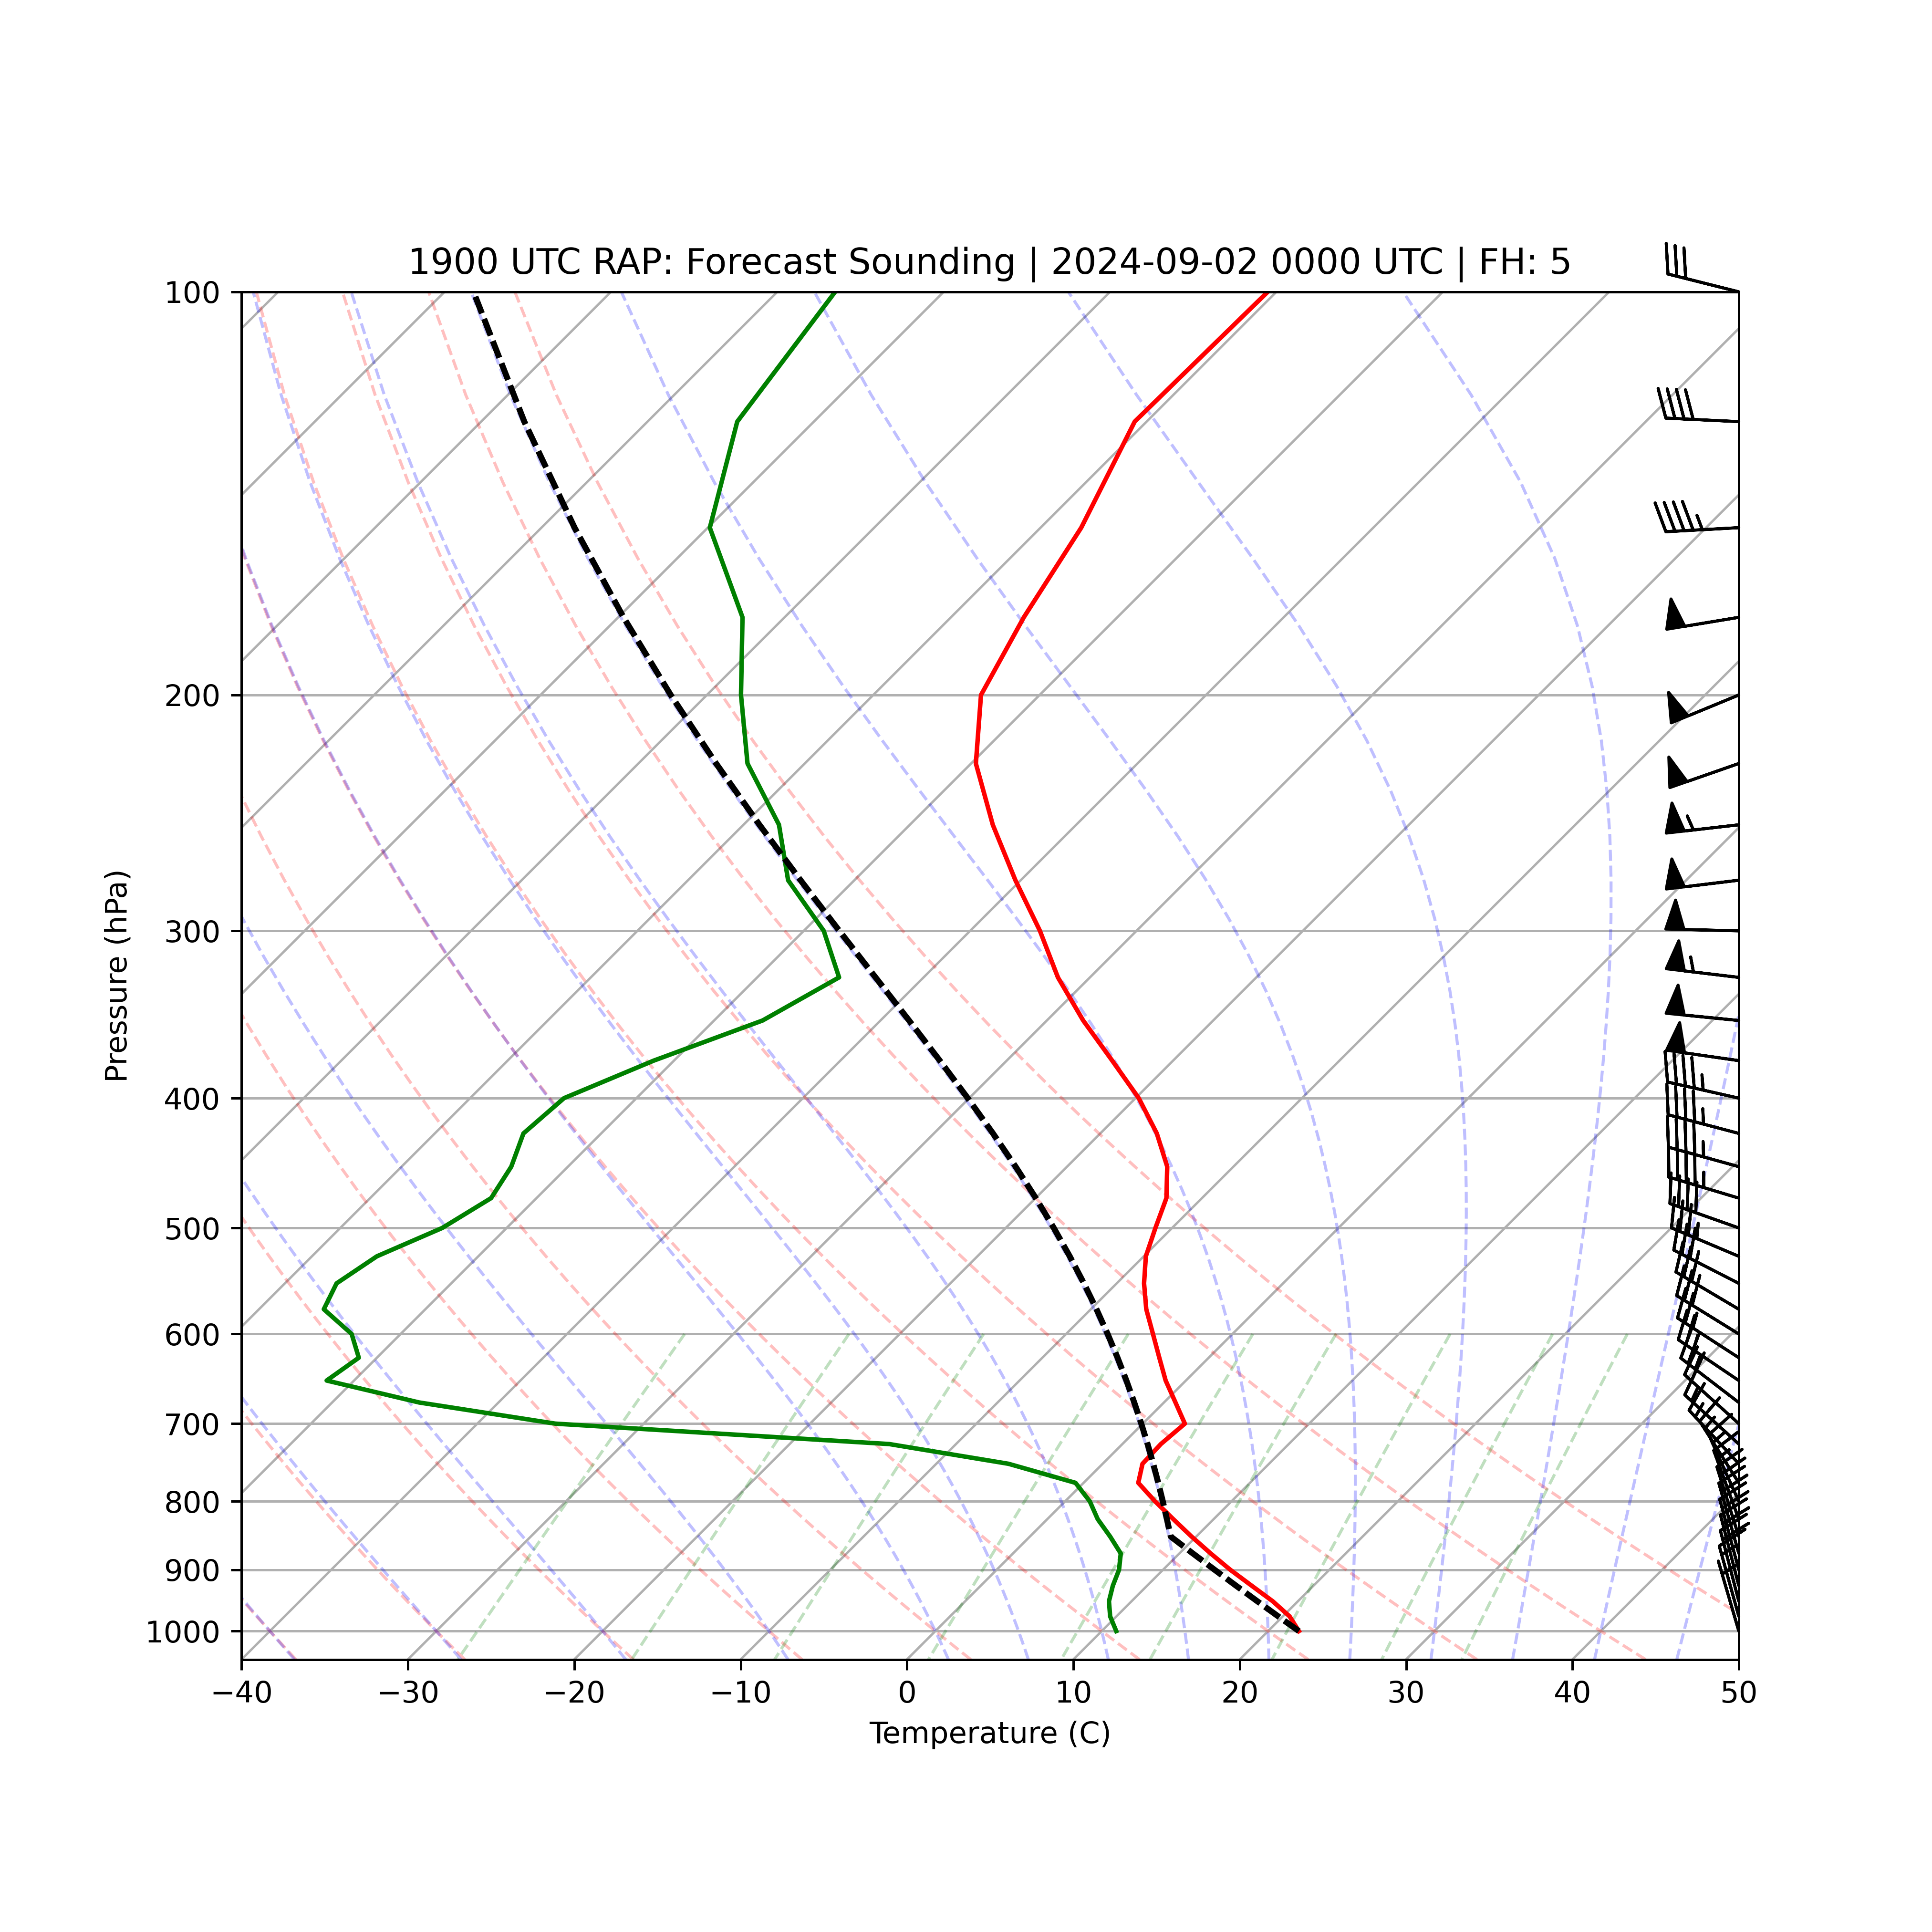 1900 UTC RAP: Forecast Sounding | 2024-09-02 0000 UTC | FH: 5
100
200
300
400
500
600
700
800
900
1000
Pressure (hPa)
−40 −30 −20 −10 0 10 20 30 40 50
Temperature (C)